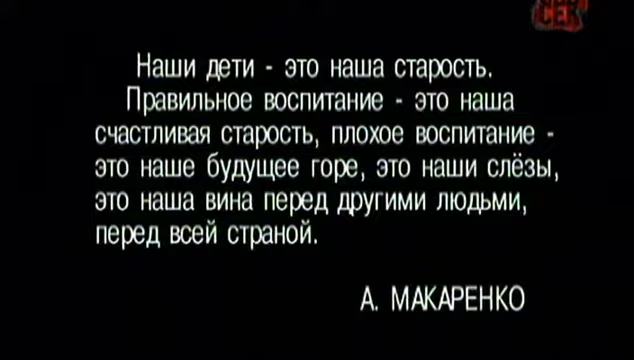 Наши дети - это наша старость.
Правильное воспитание - это наша
счастливая старость, плохое воспитание -
это наше будущее горе, это наши слёзы,
это наша вина перед другими людьми,
перед всей страной.
А. МАКАРЕНКО